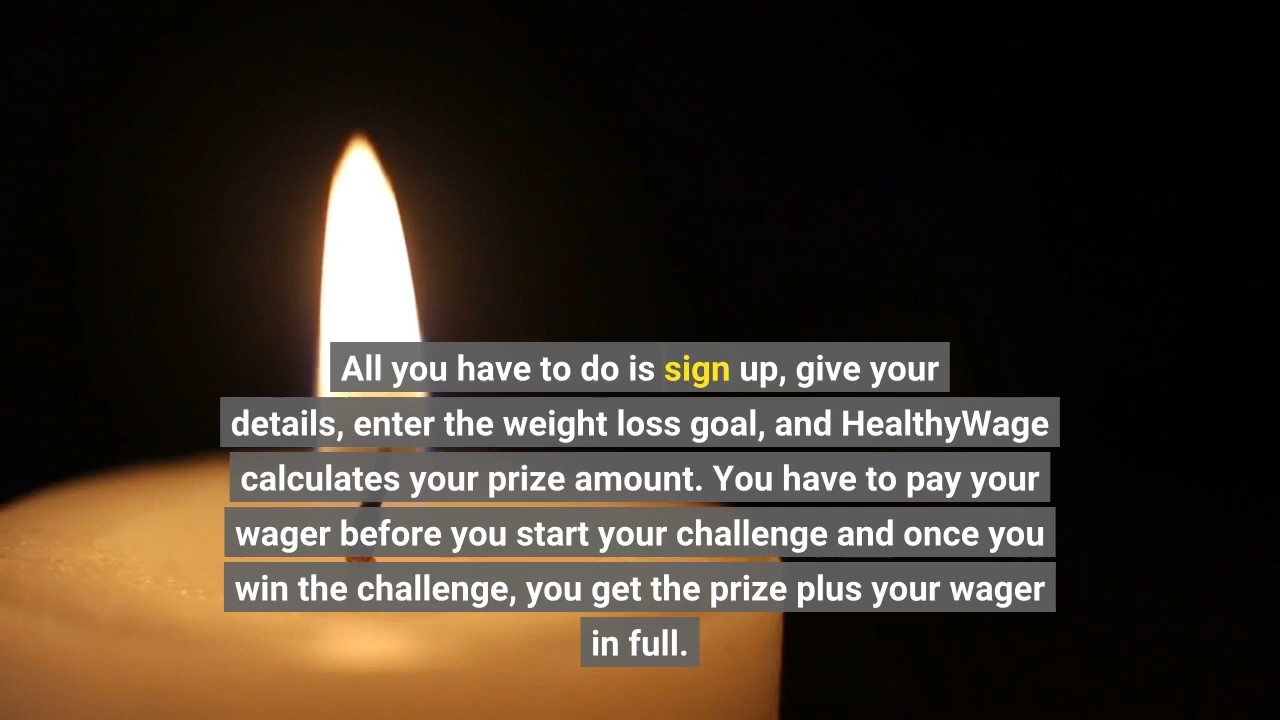 All you have to do is sign up, give your
details, enter the weight loss goal, and HealthyWage
calculates your prize amount. You have to pay your
wager before you start your challenge and once you
win the challenge, you get the prize plus your wager
in full.